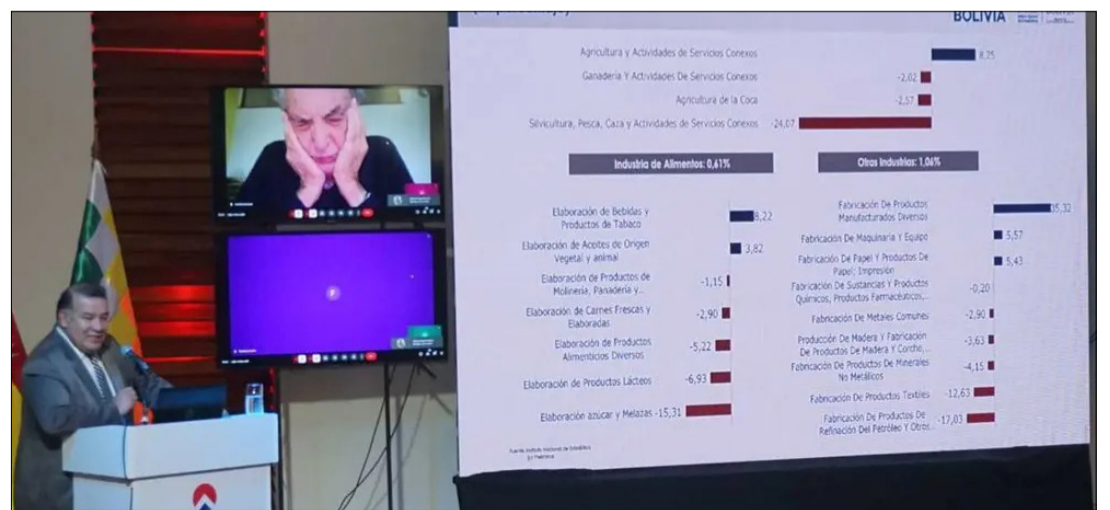 BOLIVIA
Agricultura y Actividades de Servicios Conexos
8,25
Ganadería Y Actividades De Servicios Conexos
-2,02
Agricultura de la Coca
-2,57
Silvicultura, Pesca, Caza y Actividades de Servicios Conexos
-24,07
Industria de Alimentos: 0,61%
Elaboración de Bebidas y
Productos de Tabaco
8,22
Elaboración de Aceites de Origen
Vegetal y animal
3,82
Elaboración de Productos de
Molinería, Panadería y...
-1,15
Elaboración de Carnes Frescas y
Elaboradas
-2,90
Elaboración de Productos
Alimenticios Diversos
-5,22
Elaboración de Productos Lácteos
-6,93
Elaboración azúcar y Melazas
-15,31
Otras Industrias: 1,06%
Fabricación De Productos
Manufacturados Diversos
35,32
Fabricación De Maquinaria Y Equipo
5,57
Fabricación De Papel Y Productos De
Papel; Impresión
5,43
Fabricación De Sustancias Y Productos
Químicos, Productos Farmacéuticos,...
-0,20
Fabricación De Metales Comunes
-2,90
Producción De Madera Y Fabricación
De Productos De Madera Y Corcho,...
-3,63
Fabricación De Productos De Minerales
No Metálicos
-4,15
Fabricación De Productos Textiles
-12,63
Fabricación De Productos De
Refinación Del Petróleo Y Otros
-17,03
Fuente: Instituto Nacional de Estadística